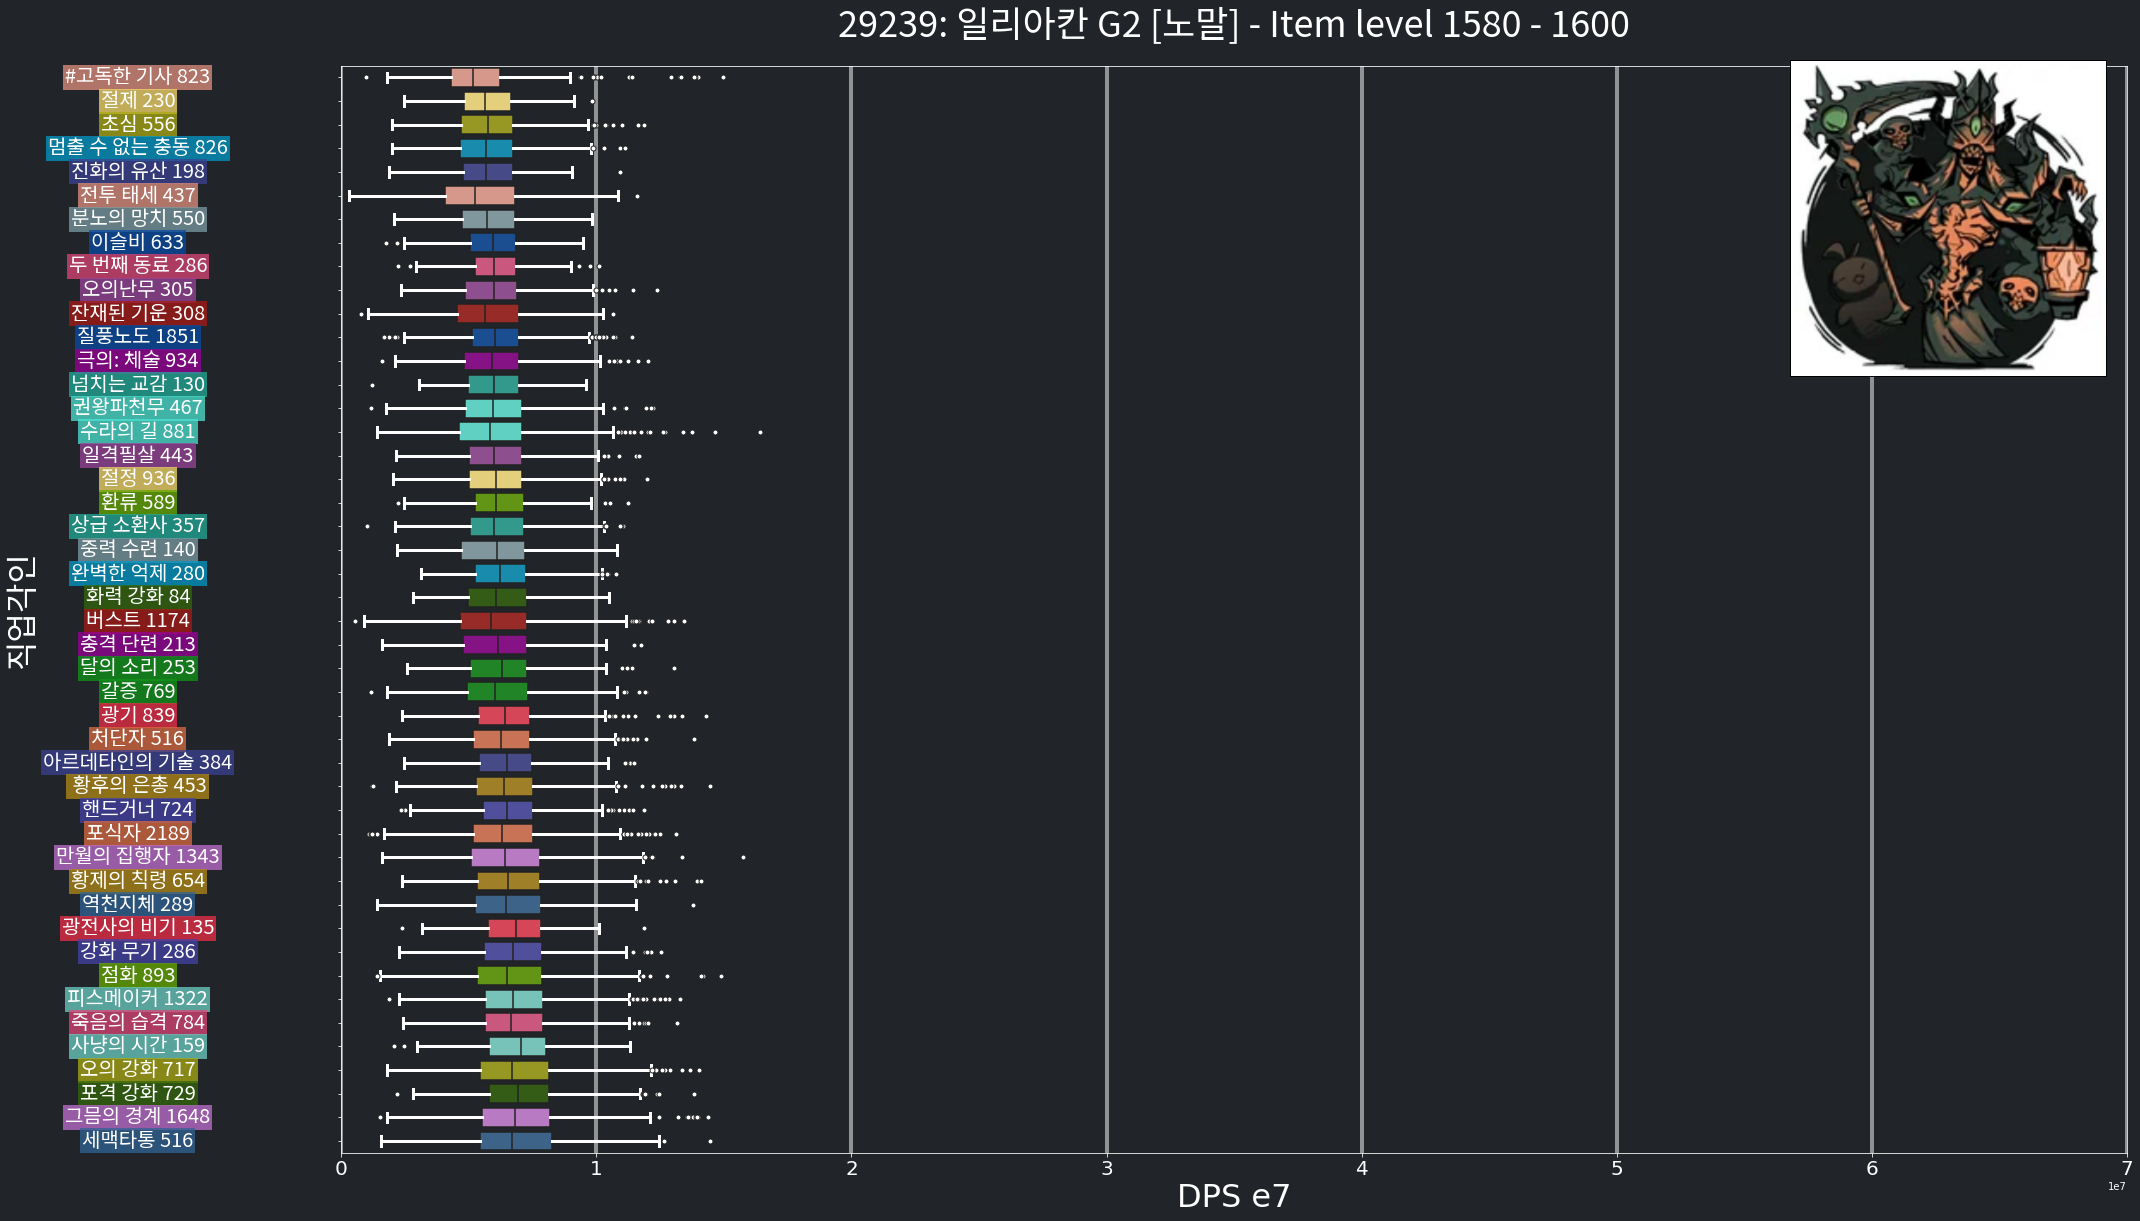 29239: 일리아칸 G2 [노말] - Item level 1580 - 1600
#고독한 기사 823
절제 230
초심 556
멈출 수 없는 충동 826
진화의 유산 198
전투 태세 437
분노의 망치 550
이슬비 633
두 번째 동료 286
오의난무 305
잔재된 기운 308
질풍노도 1851
극의: 체술 934
넘치는 교감 130
권왕파천무 467
수라의 길 881
일격필살 443
절정 936
환류 589
상급 소환사 357
중력 수련 140
완벽한 억제 280
화력 강화 84
버스트 1174
충격 단련 213
달의 소리 253
갈증 769
광기 839
처단자 516
아르데타인의 기술 384
황후의 은총 453
핸드거너 724
포식자 2189
만월의 집행자 1343
황제의 칙령 654
역천지체 289
광전사의 비기 135
강화 무기 286
점화 893
피스메이커 1322
죽음의 습격 784
사냥의 시간 159
오의 강화 717
포격 강화 729
그믐의 경계 1648
세맥타통 516
직업각인
0 1 2 3 4 5 6 7
DPS e7
1e7